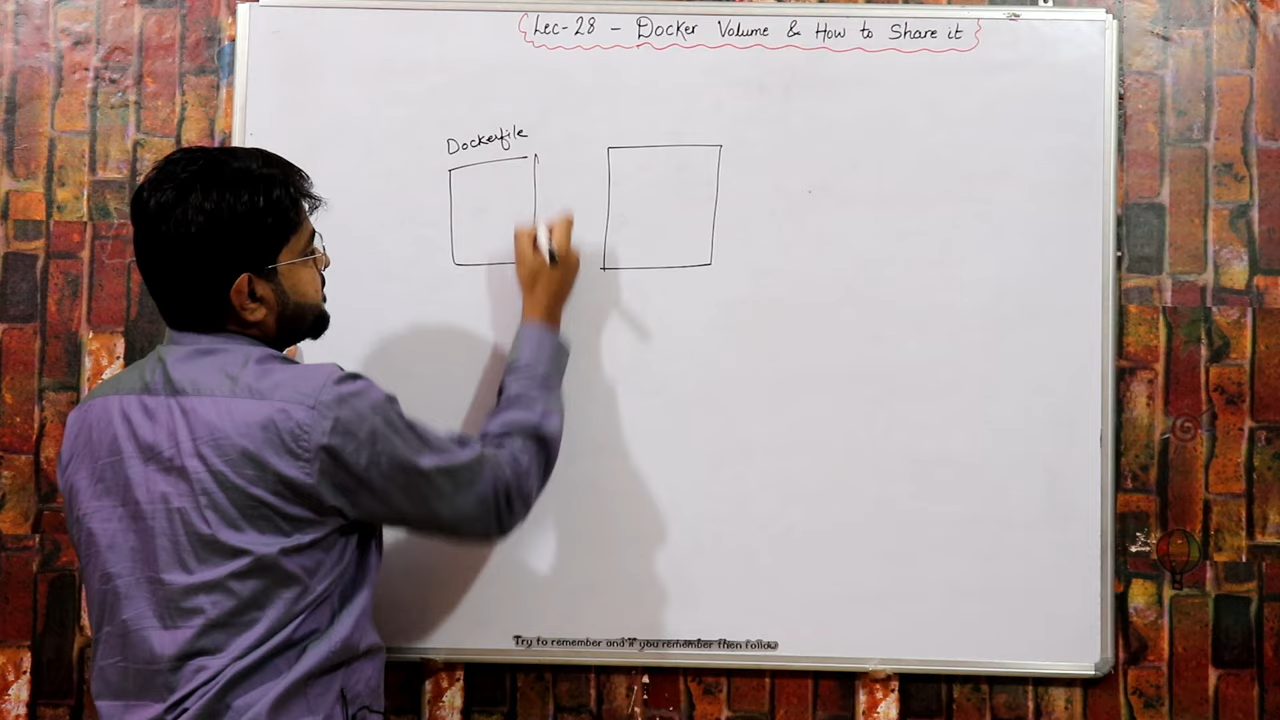 Lec-28 - Docker Volume & How to Share it
Dockerfile
Try to remember and if you remember then follow